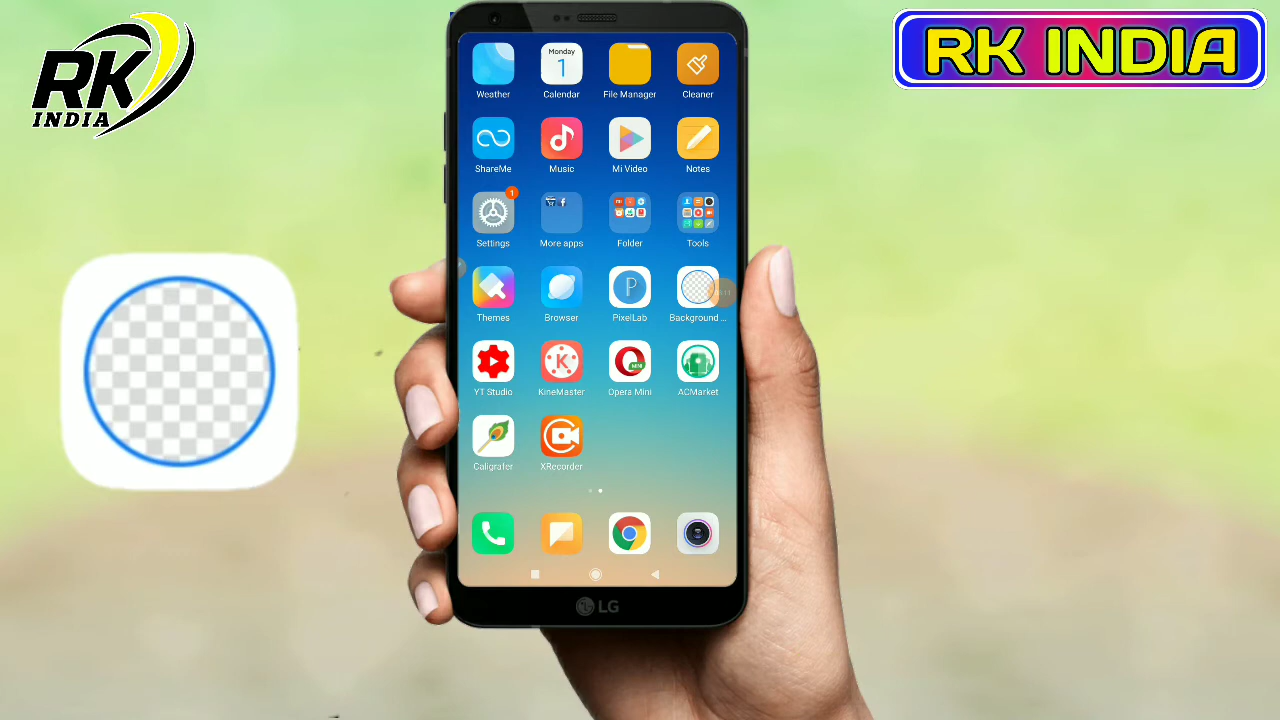 RK
INDIA
RK INDIA
Monday
1
Weather Calendar File Manager Cleaner
ShareMe Music Mi Video Notes
1
Settings More apps Folder Tools
P
Themes Browser PixelLab Background ...
K
MINI
YT Studio KineMaster Opera Mini ACMarket
Caligrafer XRecorder
LG